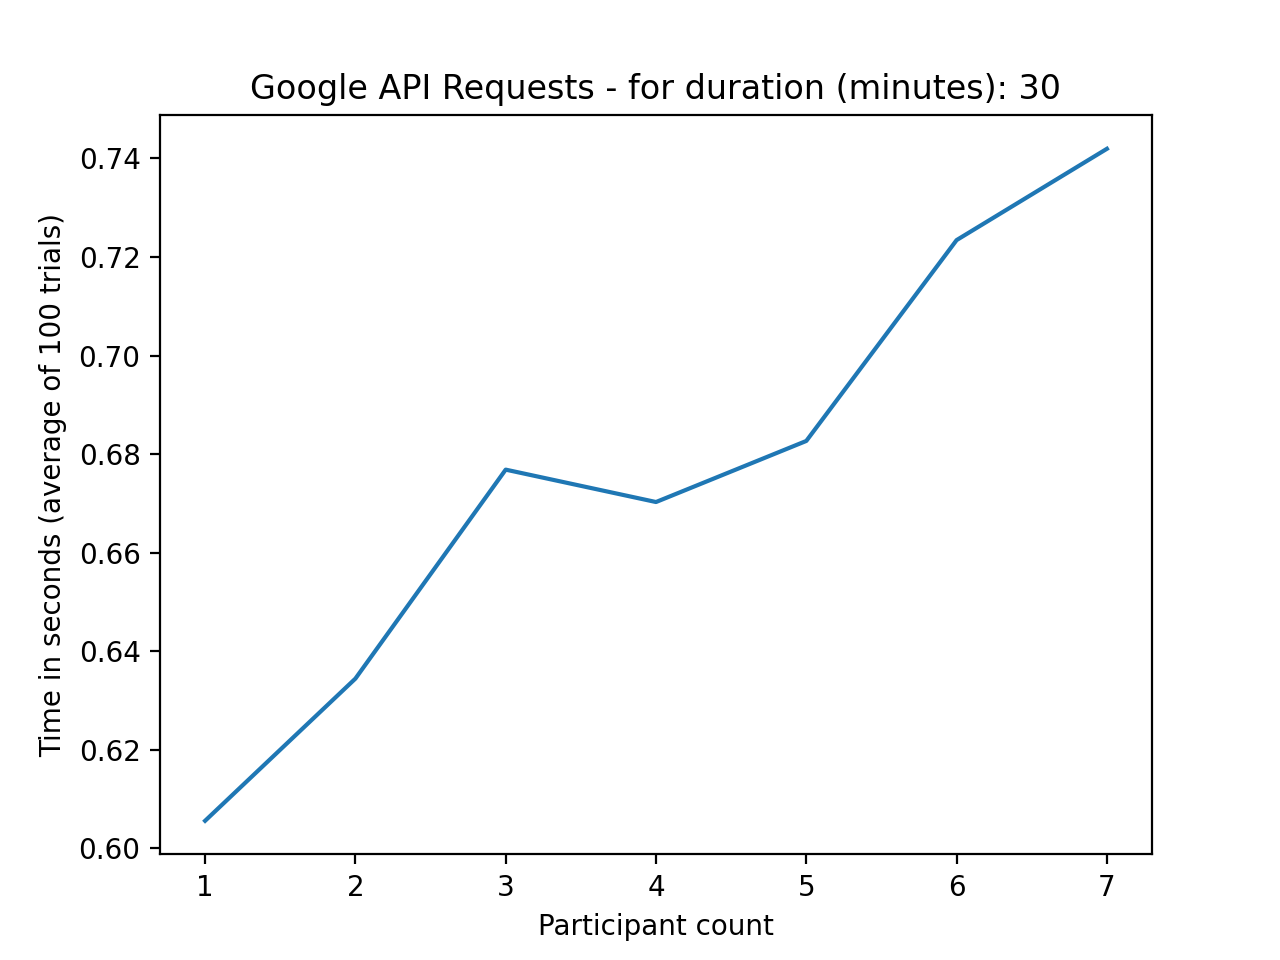 Google API Requests - for duration (minutes): 30
Time in seconds (average of 100 trials)
0.74
0.72
0.70
0.68
0.66
0.64
0.62
0.60
1 2 3 4 5 6 7
Participant count